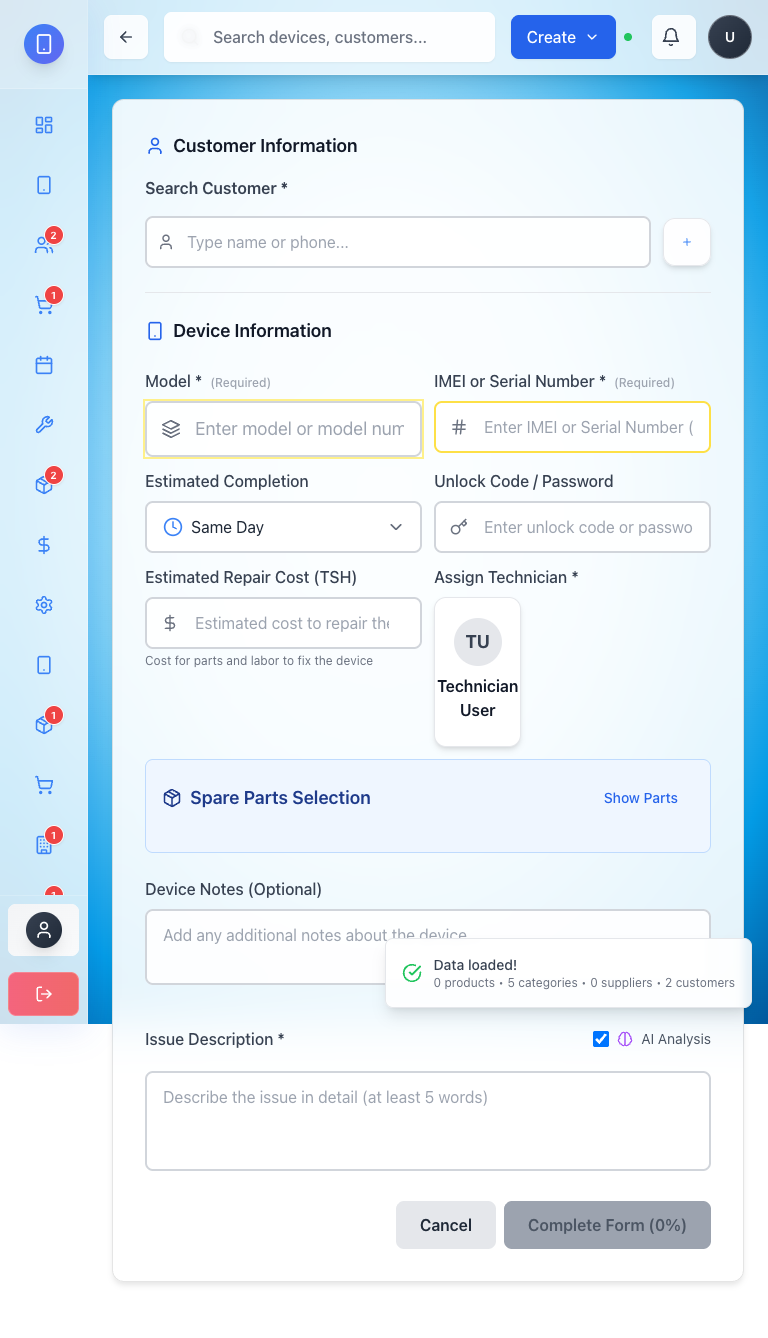 Search devices, customers...
Create
U
2
1
2
1
1
Customer Information
Search Customer *
Type name or phone...
+
Device Information
Model * (Required)
IMEI or Serial Number * (Required)
Enter model or model num
Enter IMEI or Serial Number (
Estimated Completion
Unlock Code / Password
Same Day
Enter unlock code or passwo
Estimated Repair Cost (TSH)
Assign Technician *
Estimated cost to repair the
Cost for parts and labor to fix the device
TU
Technician
User
Spare Parts Selection
Show Parts
Device Notes (Optional)
Add any additional notes about the device
Data loaded!
0 products • 5 categories • 0 suppliers • 2 customers
Issue Description *
AI Analysis
Describe the issue in detail (at least 5 words)
Cancel
Complete Form (0%)